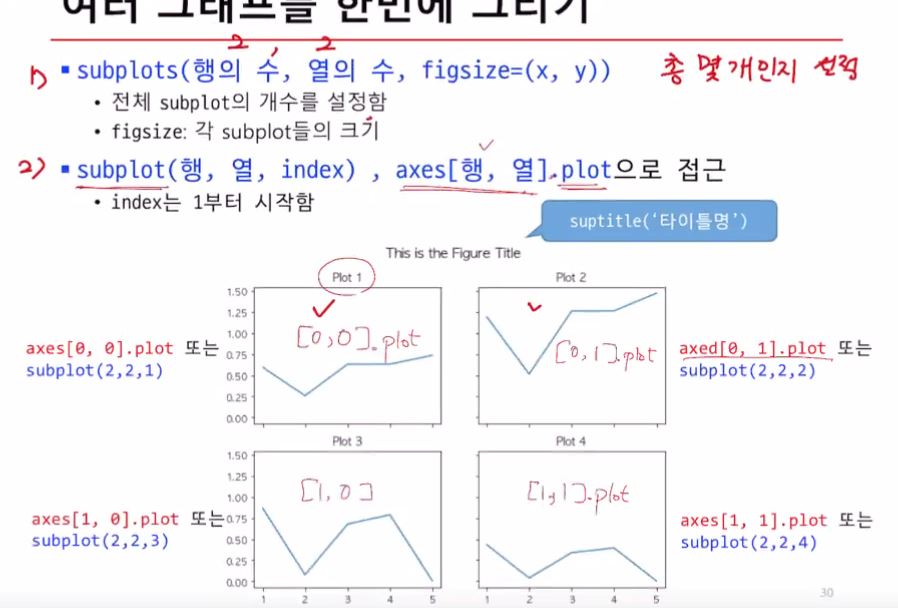 여러 그래프를 한번에 그리기
2, 2
1) ▪ subplots(행의 수, 열의 수, figsize=(x, y)) 총 몇개인지 설정
• 전체 subplot의 개수를 설정함
• figsize: 각 subplot들의 크기
2) ▪ subplot(행, 열, index) , axes[행, 열].plot으로 접근
• index는 1부터 시작함
suptitle('타이틀명')
This is the Figure Title
Plot 1
Plot 2
1.50
1.25
1.00
0.75
0.50
0.25
0.00
[0,0].plot
[0,1].plot
axes[0, 0].plot 또는
subplot(2,2,1)
axed[0, 1].plot 또는
subplot(2,2,2)
Plot 3
Plot 4
1.50
1.25
1.00
0.75
0.50
0.25
0.00
[1,0]
[1,1].plot
axes[1, 0].plot 또는
subplot(2,2,3)
axes[1, 1].plot 또는
subplot(2,2,4)
1 2 3 4 5
1 2 3 4 5
30